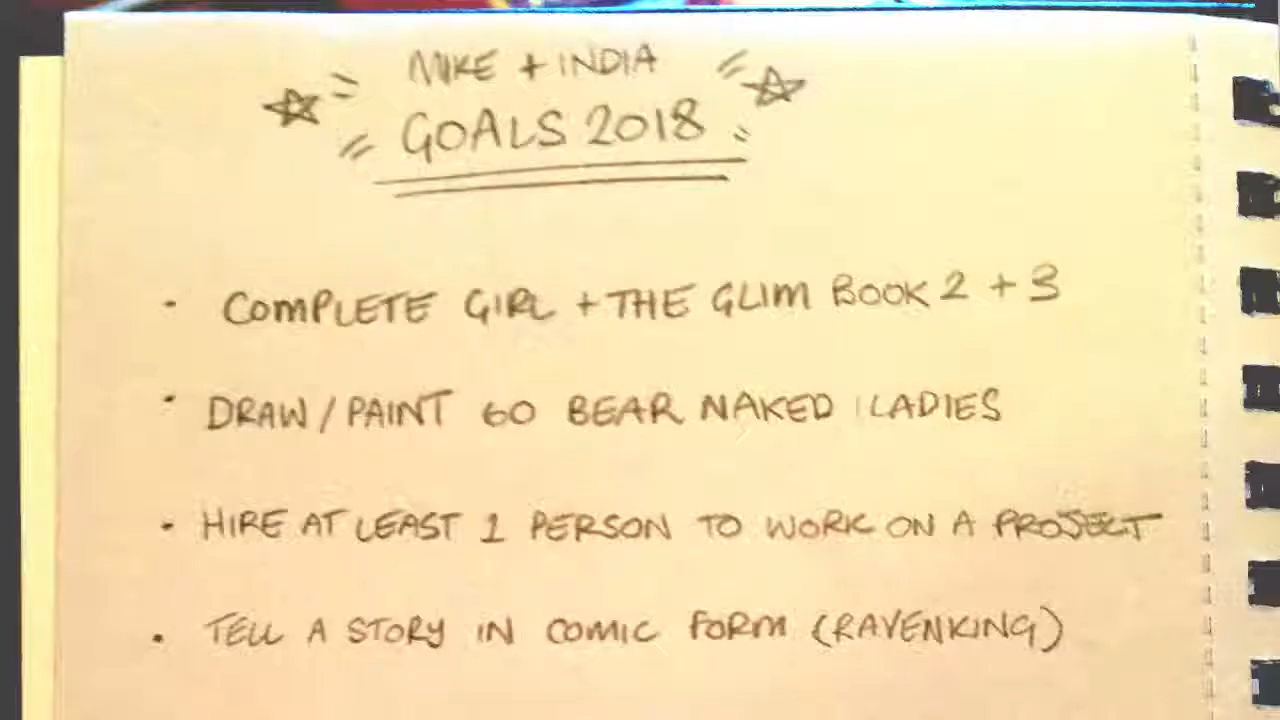 MIKE + INDIA
GOALS 2018
• COMPLETE GIRL + THE GLIM BOOK 2 + 3
• DRAW/PAINT 60 BEAR NAKED LADIES
• HIRE AT LEAST 1 PERSON TO WORK ON A PROJECT
• TELL A STORY IN COMIC FORM (RAVENKING)